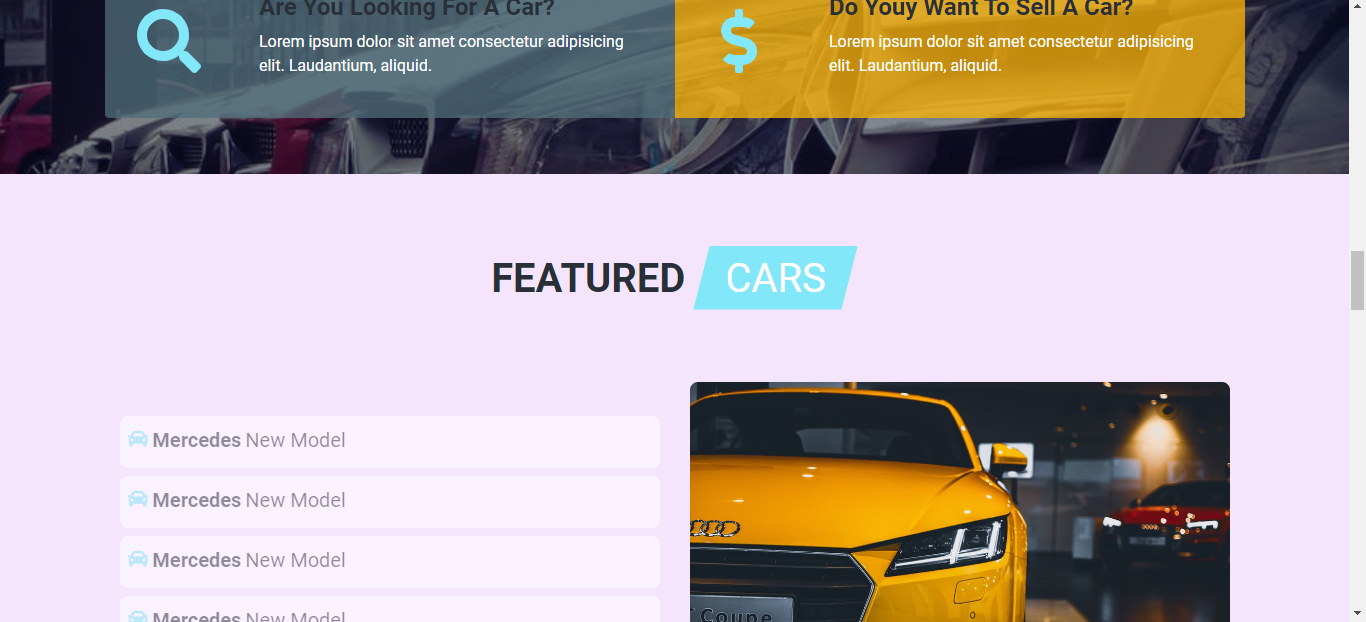 Are You Looking For A Car?
Lorem ipsum dolor sit amet consectetur adipisicing
elit. Laudantium, aliquid.
Do Youy Want To Sell A Car?
Lorem ipsum dolor sit amet consectetur adipisicing
elit. Laudantium, aliquid.
FEATURED CARS
Mercedes New Model
Mercedes New Model
Mercedes New Model
Mercedes New Model
Coupe